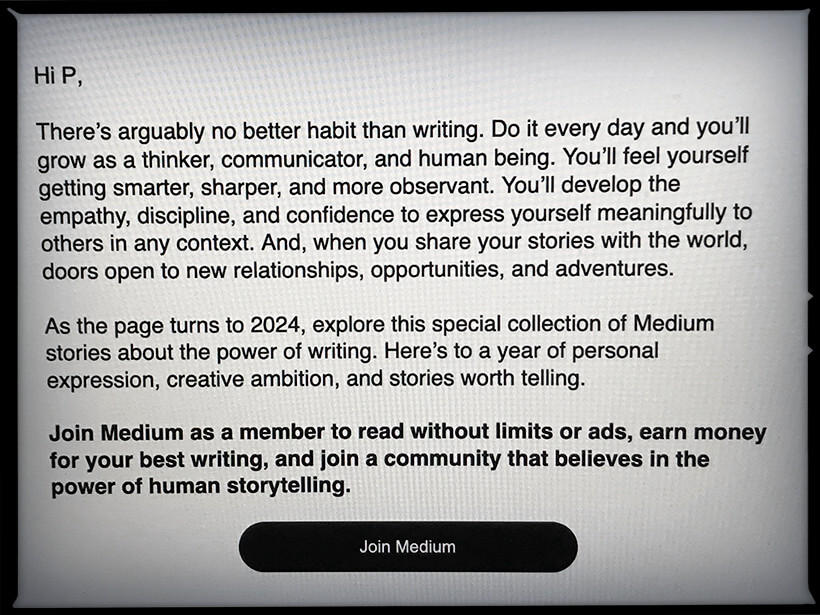 Hi P,
There’s arguably no better habit than writing. Do it every day and you’ll
grow as a thinker, communicator, and human being. You’ll feel yourself
getting smarter, sharper, and more observant. You’ll develop the
empathy, discipline, and confidence to express yourself meaningfully to
others in any context. And, when you share your stories with the world,
doors open to new relationships, opportunities, and adventures.
As the page turns to 2024, explore this special collection of Medium
stories about the power of writing. Here’s to a year of personal
expression, creative ambition, and stories worth telling.
Join Medium as a member to read without limits or ads, earn money
for your best writing, and join a community that believes in the
power of human storytelling.
Join Medium